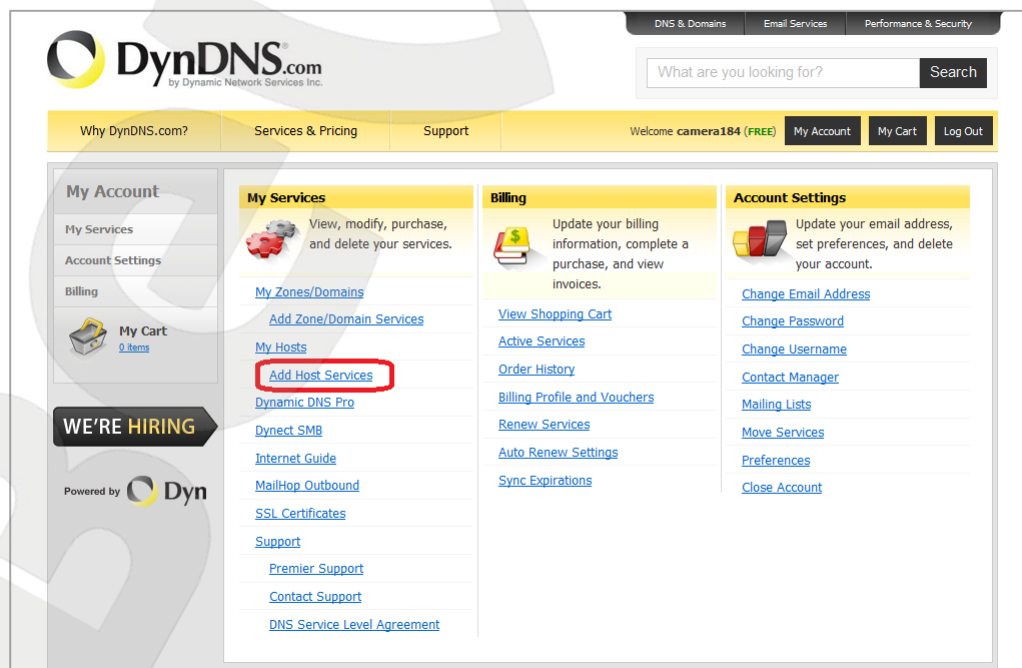 DNS & Domains Email Services Performance & Security
DynDNS.com
by Dynamic Network Services Inc.
What are you looking for? Search
Why DynDNS.com? Services & Pricing Support Welcome camera184 (FREE) My Account My Cart Log Out
My Account
My Services
Account Settings
Billing
My Cart
0 items
WE'RE HIRING
Powered by Dyn
My Services
View, modify, purchase,
and delete your services.
My Zones/Domains
Add Zone/Domain Services
My Hosts
Add Host Services
Dynamic DNS Pro
Dynect SMB
Internet Guide
MailHop Outbound
SSL Certificates
Support
Premier Support
Contact Support
DNS Service Level Agreement
Billing
Update your billing
information, complete a
purchase, and view
invoices.
View Shopping Cart
Active Services
Order History
Billing Profile and Vouchers
Renew Services
Auto Renew Settings
Sync Expirations
Account Settings
Update your email address,
set preferences, and delete
your account.
Change Email Address
Change Password
Change Username
Contact Manager
Mailing Lists
Move Services
Preferences
Close Account